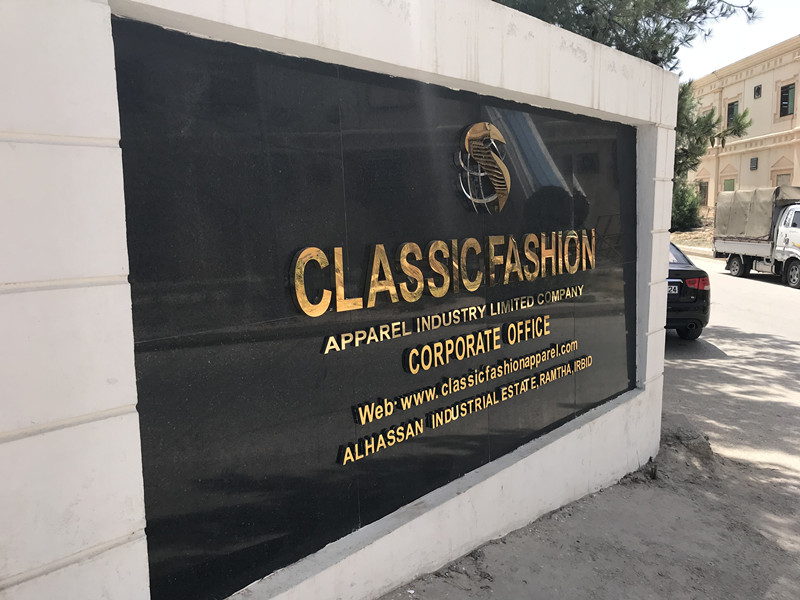 CLASSIC FASHION
APPAREL INDUSTRY LIMITED COMPANY
CORPORATE OFFICE
Web: www.classicfashionapparel.com
ALHASSAN INDUSTRIAL ESTATE, RAMTHA, IRBID